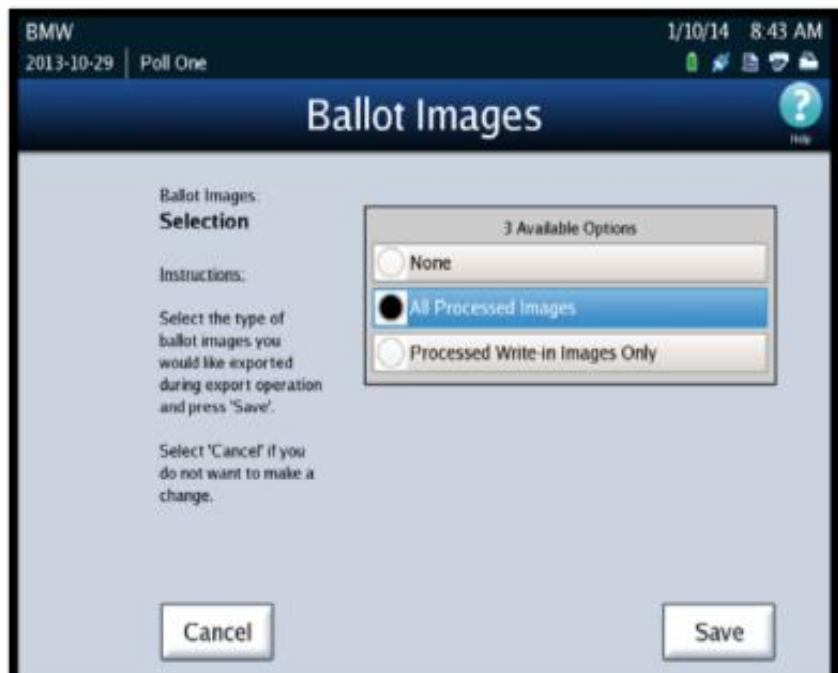 BMW
1/10/14 8:43 AM
2013-10-29 Poll One
Ballot Images
Help
Ballot Images:
Selection
Instructions:
Select the type of
ballot images you
would like exported
during export operation
and press 'Save'.
Select 'Cancel' if you
do not want to make a
change.
3 Available Options
None
All Processed Images
Processed Write-in Images Only
Cancel
Save